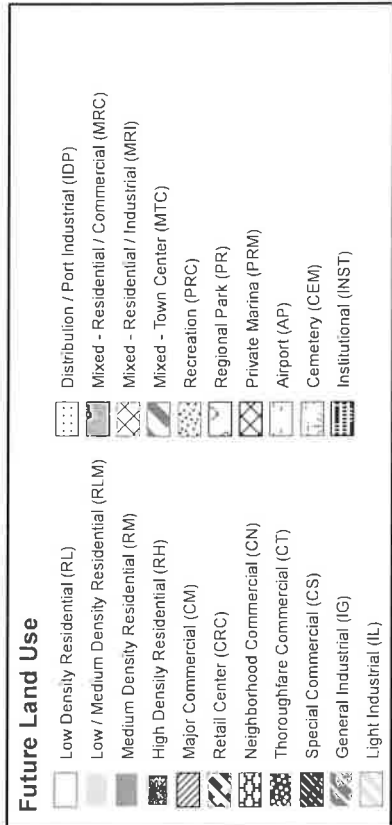 Future Land Use
Low Density Residential (RL)
Low / Medium Density Residential (RLM)
Medium Density Residential (RM)
High Density Residential (RH)
Major Commercial (CM)
Retail Center (CRC)
Neighborhood Commercial (CN)
Thoroughfare Commercial (CT)
Special Commercial (CS)
General Industrial (IG)
Light Industrial (IL)
Distribution / Port Industrial (IDP)
Mixed - Residential / Commercial (MRC)
Mixed - Residential / Industrial (MRI)
Mixed - Town Center (MTC)
Recreation (PRC)
Regional Park (PR)
Private Marina (PRM)
Airport (AP)
Cemetery (CEM)
Institutional (INST)